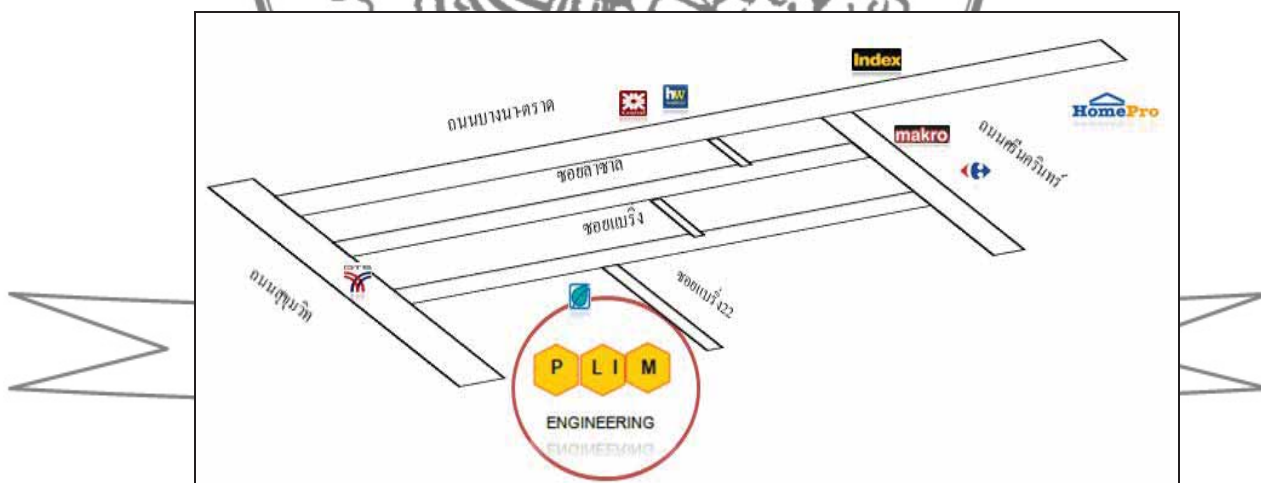 Index
HomePro
ถนนบางนา-ตราด
hw
makro
ถนนศรีนครินทร์
ซอยลาซาล
ซอยแบริ่ง
BTS
ถนนสุขุมวิท
ซอยแบริ่ง22
P L I M
ENGINEERING